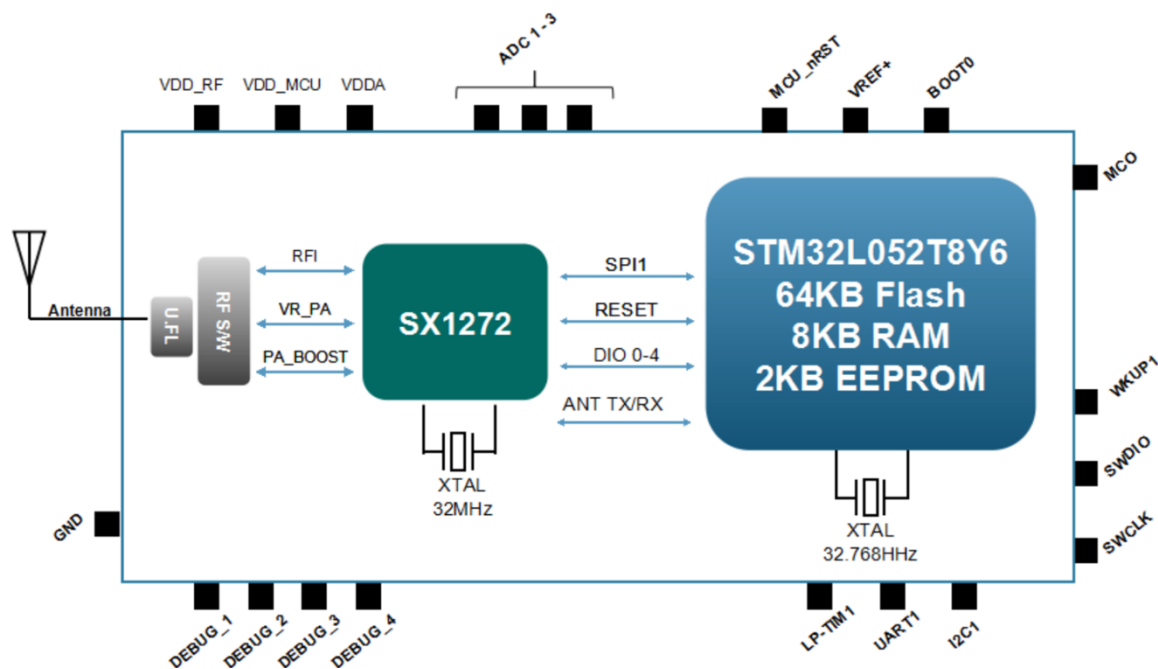 ADC 1 - 3
MCU_nRST
VREF+
BOOT0
VDD_RF
VDD_MCU
VDDA
MCO
Antenna
U.FL
RF S/W
RFI
VR_PA
PA_BOOST
SX1272
SPI1
RESET
DIO 0-4
ANT TX/RX
STM32L052T8Y6
64KB Flash
8KB RAM
2KB EEPROM
WKUP1
SWDIO
SWCLK
XTAL
32MHz
XTAL
32.768HHz
GND
DEBUG_1
DEBUG_2
DEBUG_3
DEBUG_4
LP-TIM1
UART1
I2C1